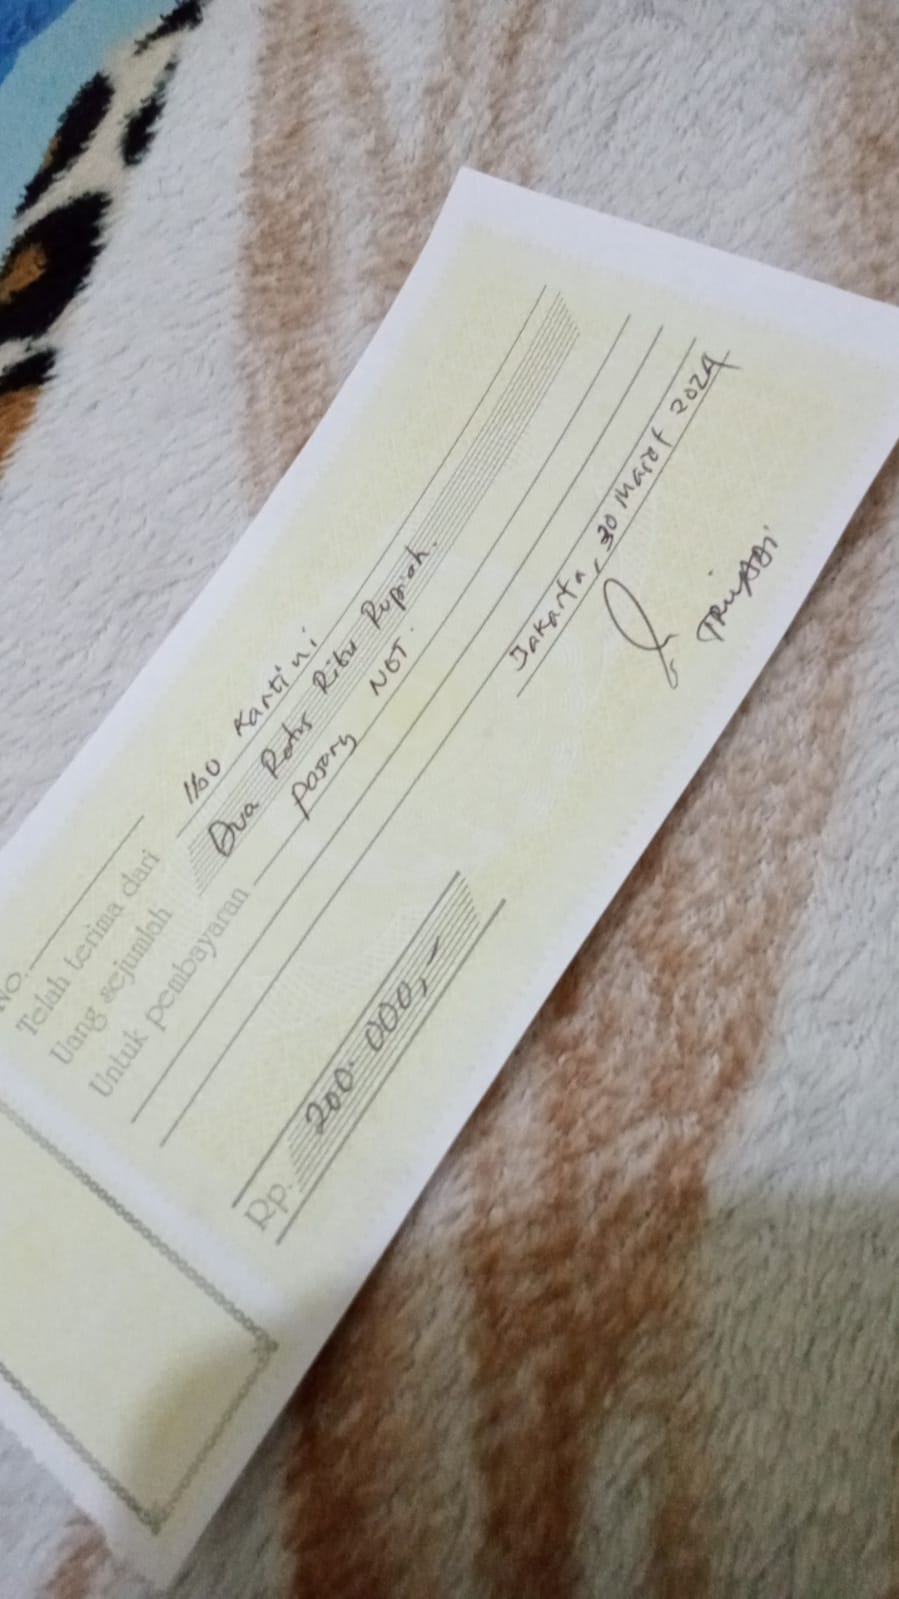 No.
Telah terima dari Ibu Kartini
Uang sejumlah Dua Ratus Ribu Rupiah.
Untuk pembayaran Pasang NGT.
Jakarta, 30 Maret 2024
Rp. 200.000,-